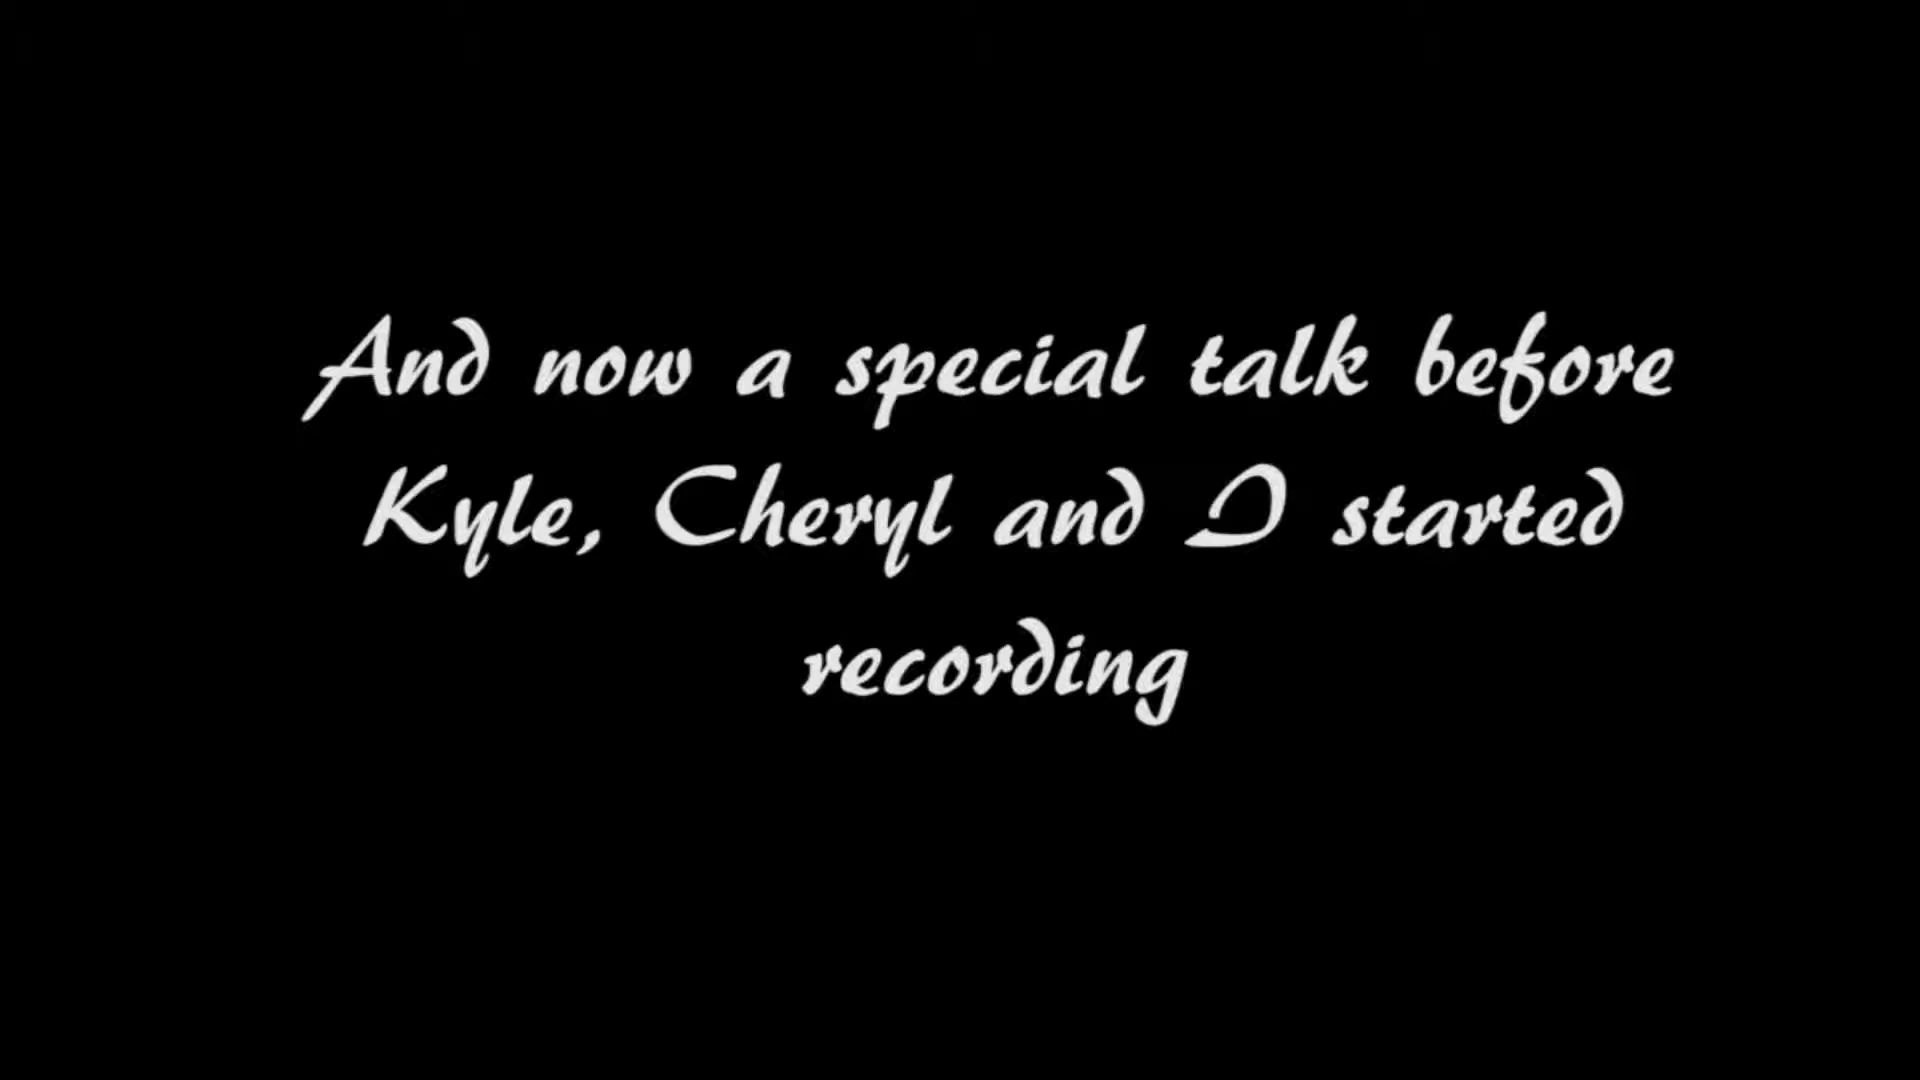 And now a special talk before
Kyle, Cheryl and I started
recording